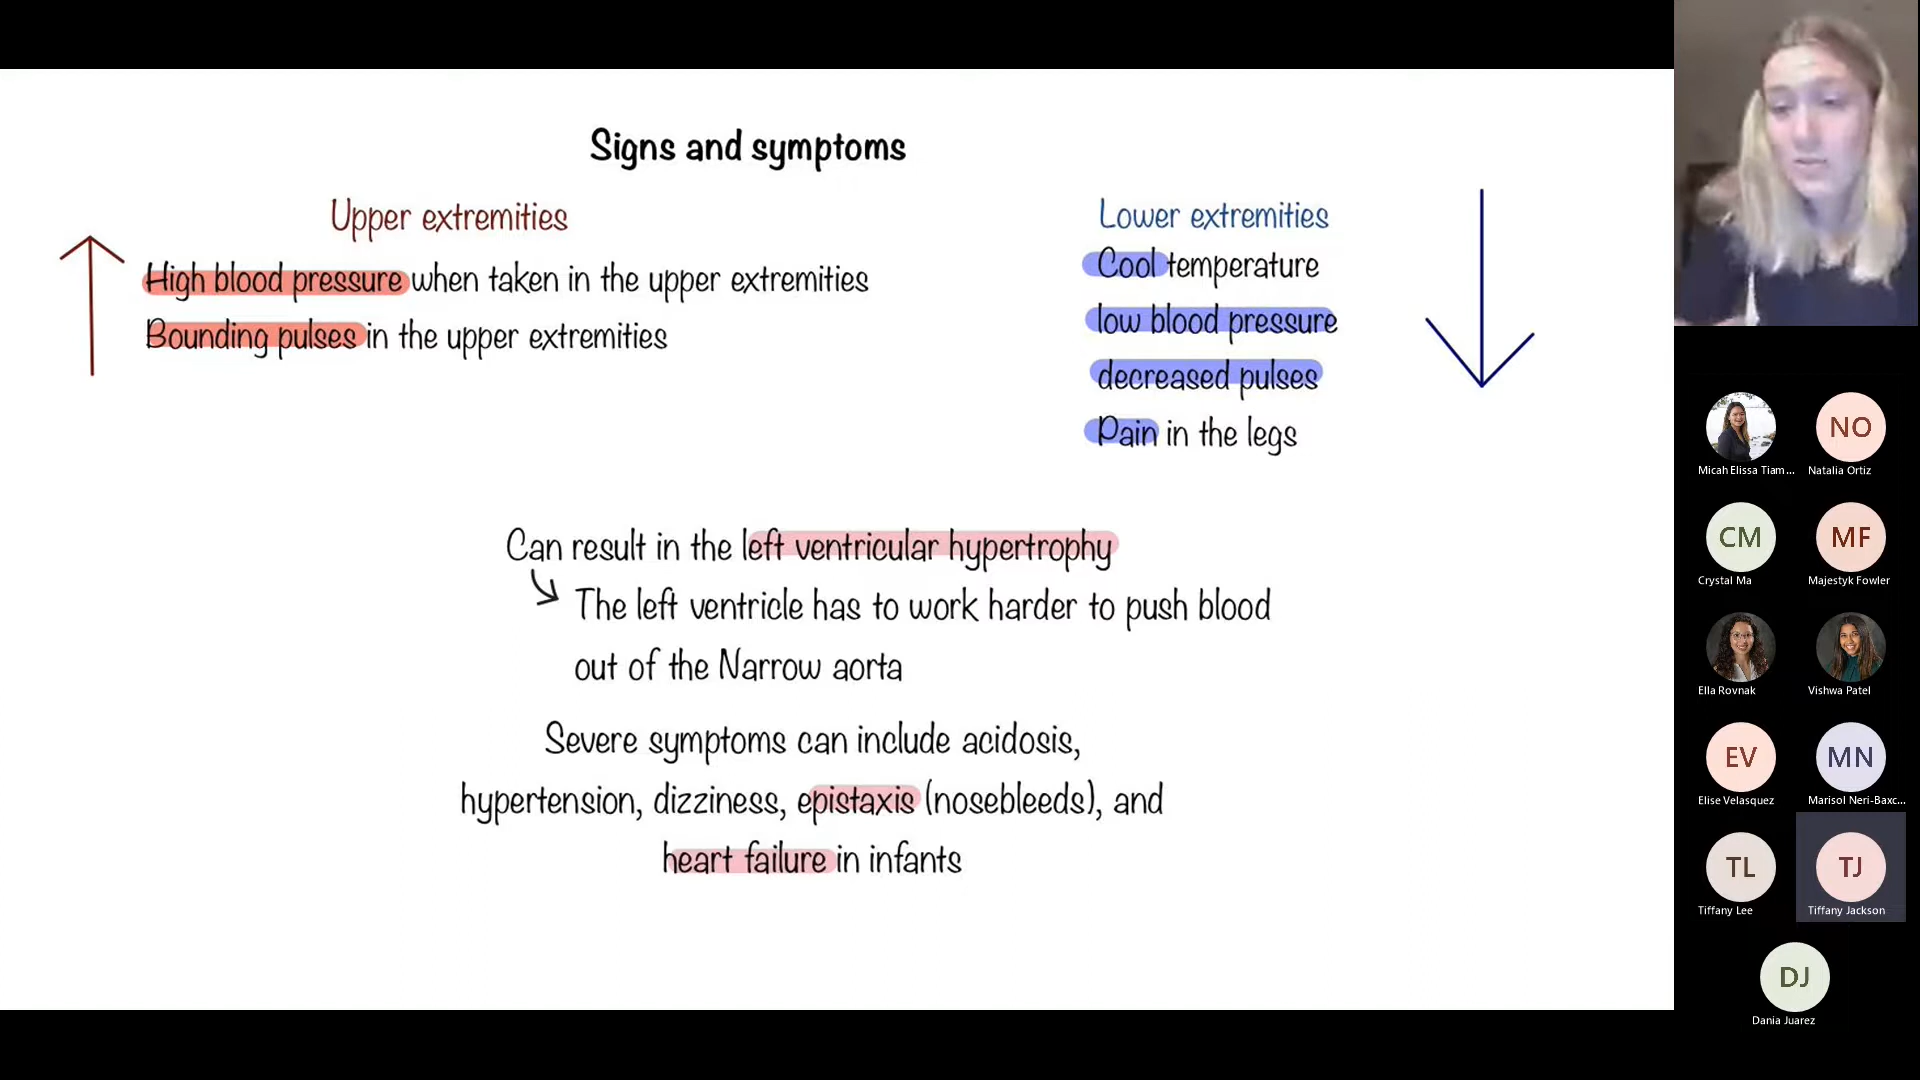 Signs and symptoms
Upper extremities
High blood pressure when taken in the upper extremities
Bounding pulses in the upper extremities
Lower extremities
Cool temperature
low blood pressure
decreased pulses
Pain in the legs
Can result in the left ventricular hypertrophy
The left ventricle has to work harder to push blood
out of the Narrow aorta
Severe symptoms can include acidosis,
hypertension, dizziness, epistaxis (nosebleeds), and
heart failure in infants
Micah Elissa Tiam...
NO
Natalia Ortiz
CM
Crystal Ma
MF
Majestyk Fowler
Ella Rovnak
Vishwa Patel
EV
Elise Velasquez
MN
Marisol Neri-Baxc...
TL
Tiffany Lee
TJ
Tiffany Jackson
DJ
Dania Juarez